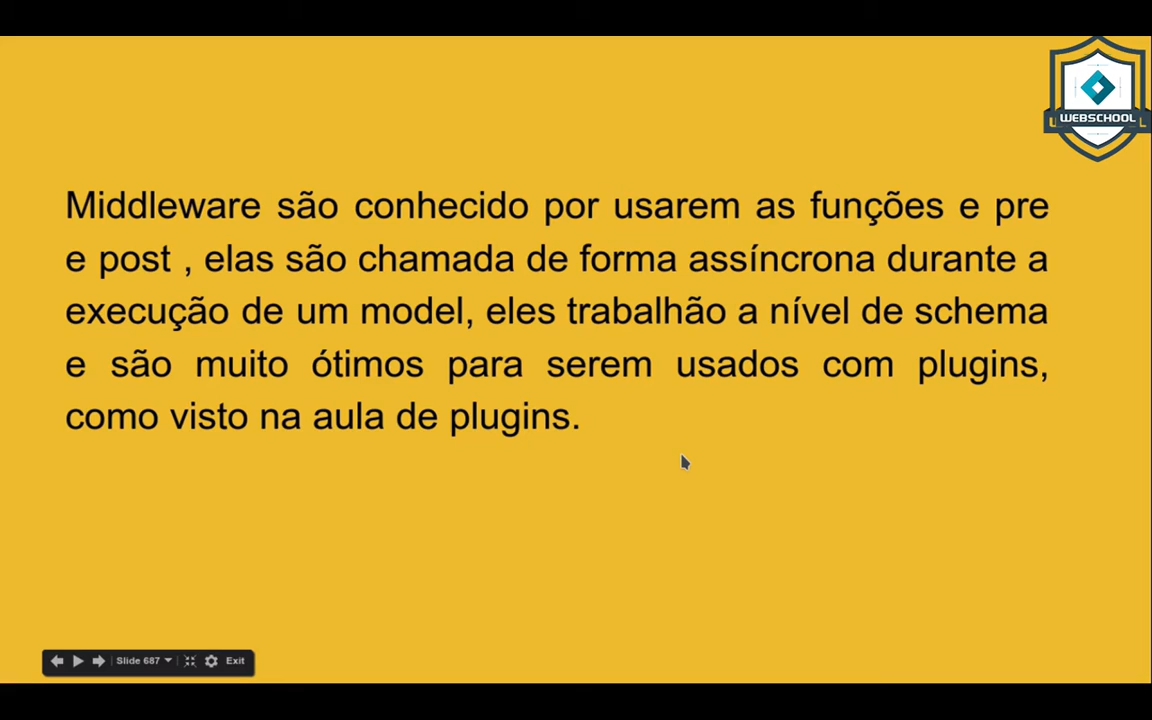 WEBSCHOOL
Middleware são conhecido por usarem as funções e pre
e post , elas são chamada de forma assíncrona durante a
execução de um model, eles trabalhão a nível de schema
e são muito ótimos para serem usados com plugins,
como visto na aula de plugins.
Slide 687 Exit